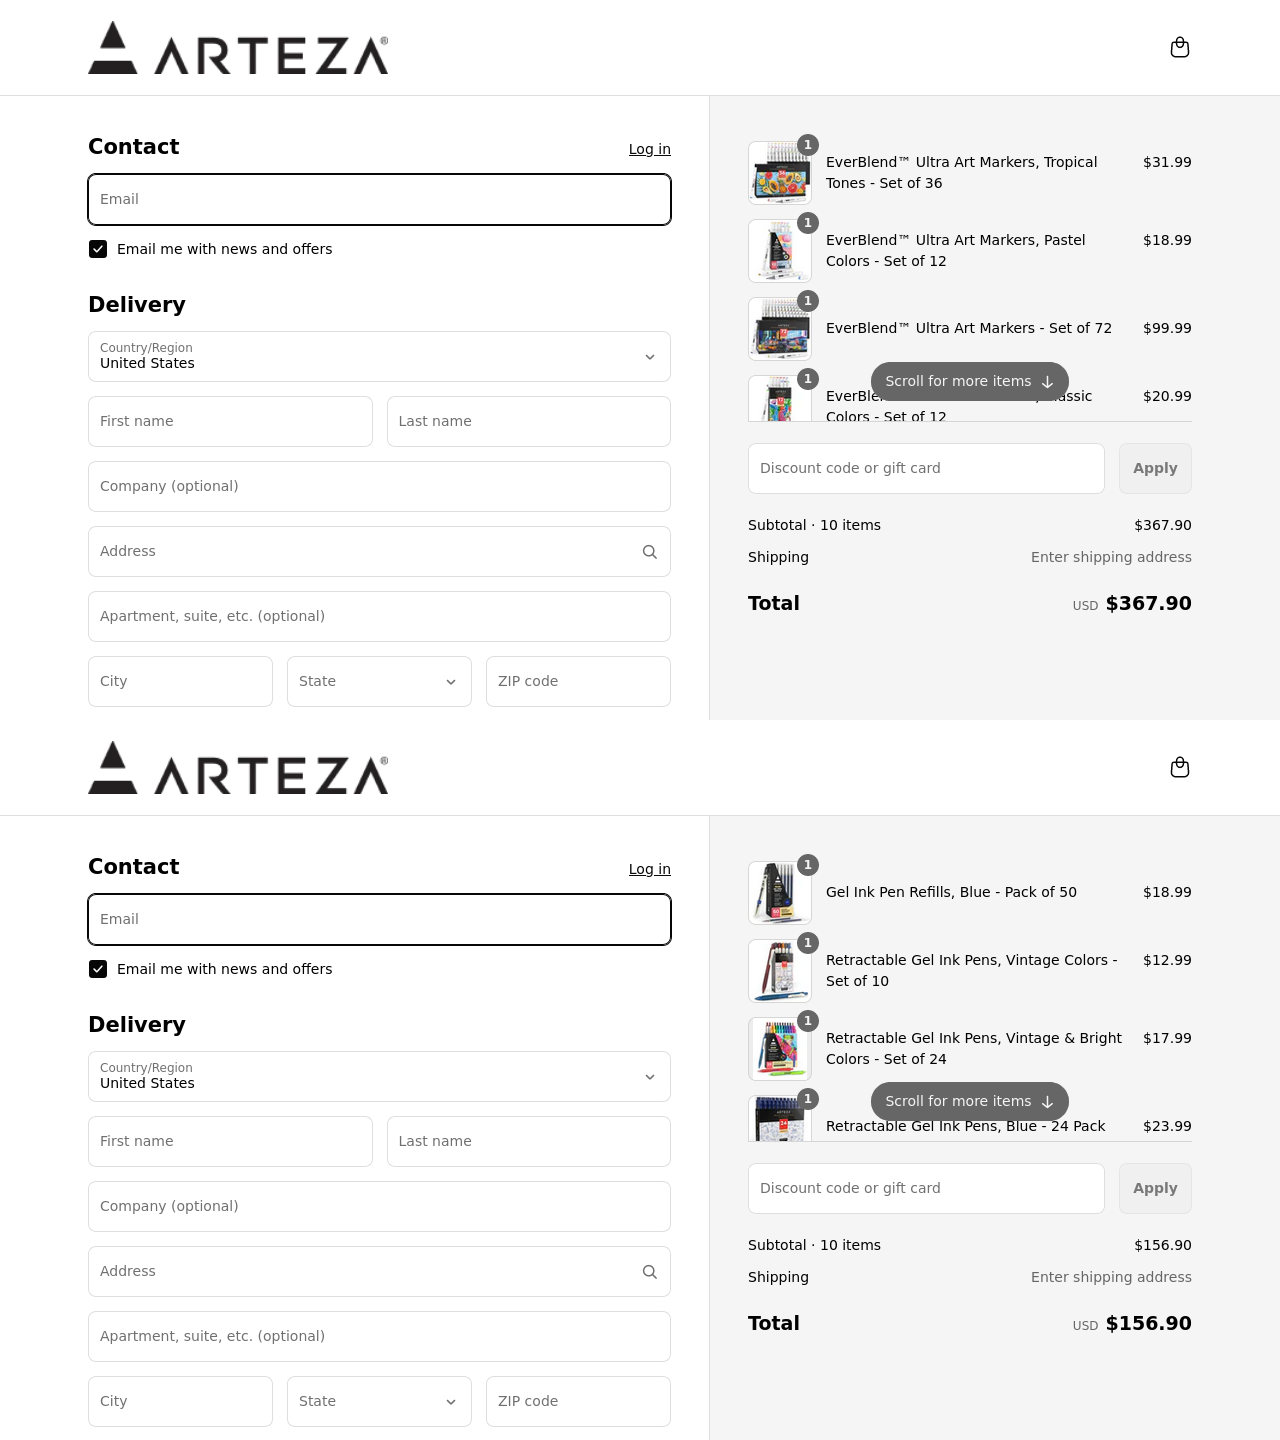 ARTEZA®
Contact
Log in
Email
Email me with news and offers
Delivery
Country/Region
United States
First name
Last name
Company (optional)
Address
Apartment, suite, etc. (optional)
City
State
ZIP code
1
EverBlend™ Ultra Art Markers, Tropical
Tones - Set of 36
$31.99
1
EverBlend™ Ultra Art Markers, Pastel
Colors - Set of 12
$18.99
1
EverBlend™ Ultra Art Markers - Set of 72
$99.99
Scroll for more items
1
$20.99
Colors - Set of 12
Discount code or gift card
Apply
Subtotal · 10 items
$367.90
Shipping
Enter shipping address
Total
USD $367.90
ARTEZA®
Contact
Log in
Email
Email me with news and offers
Delivery
Country/Region
United States
First name
Last name
Company (optional)
Address
Apartment, suite, etc. (optional)
City
State
ZIP code
1
Gel Ink Pen Refills, Blue - Pack of 50
$18.99
1
Retractable Gel Ink Pens, Vintage Colors -
Set of 10
$12.99
1
Retractable Gel Ink Pens, Vintage & Bright
Colors - Set of 24
$17.99
Scroll for more items
1
Retractable Gel Ink Pens, Blue - 24 Pack
$23.99
Discount code or gift card
Apply
Subtotal · 10 items
$156.90
Shipping
Enter shipping address
Total
USD $156.90